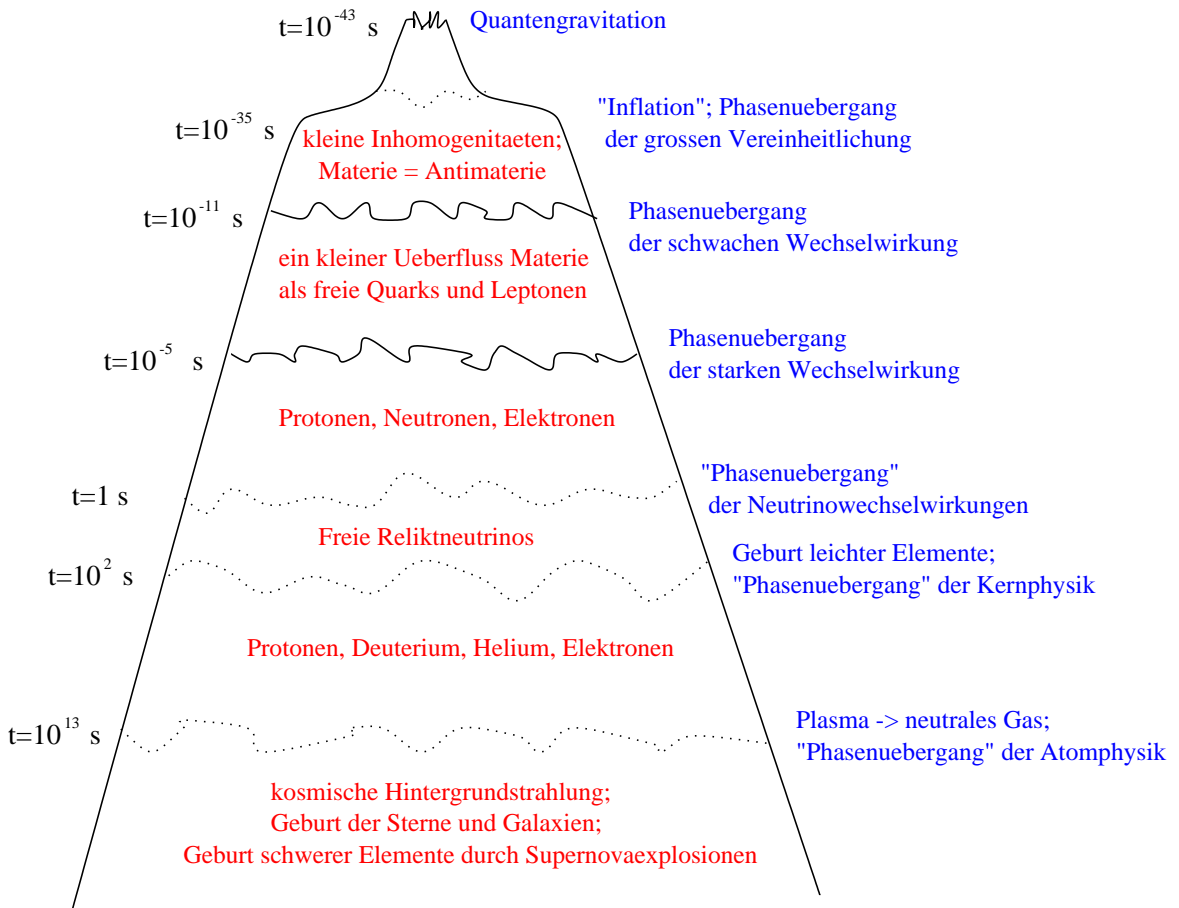 t=10^-43 s
Quantengravitation
"Inflation"; Phasenuebergang
der grossen Vereinheitlichung
t=10^-35 s
kleine Inhomogenitaeten;
Materie = Antimaterie
t=10^-11 s
Phasenuebergang
der schwachen Wechselwirkung
ein kleiner Ueberfluss Materie
als freie Quarks und Leptonen
t=10^-5 s
Phasenuebergang
der starken Wechselwirkung
Protonen, Neutronen, Elektronen
t=1 s
"Phasenuebergang"
der Neutrinowechselwirkungen
Freie Reliktneutrinos
t=10^2 s
Geburt leichter Elemente;
"Phasenuebergang" der Kernphysik
Protonen, Deuterium, Helium, Elektronen
t=10^13 s
Plasma -> neutrales Gas;
"Phasenuebergang" der Atomphysik
kosmische Hintergrundstrahlung;
Geburt der Sterne und Galaxien;
Geburt schwerer Elemente durch Supernovaexplosionen